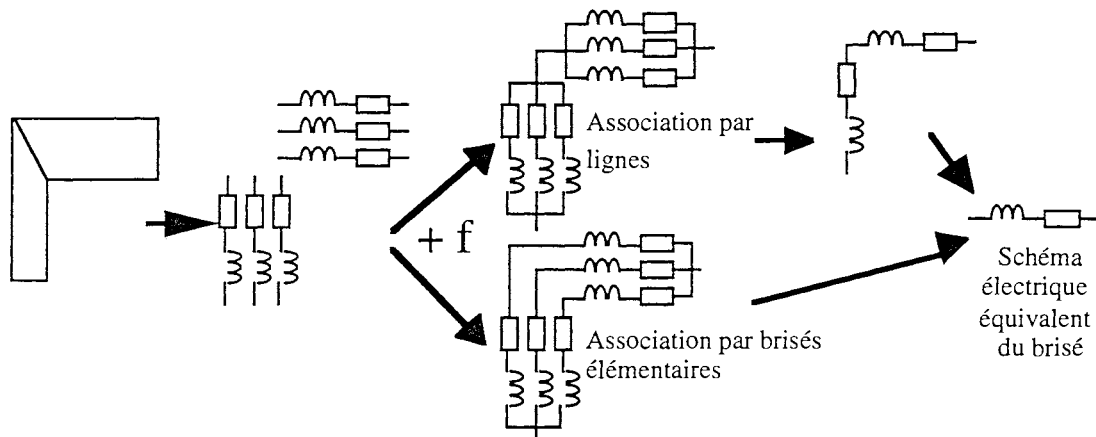 Association par
lignes
+ f
Association par brisés
élémentaires
Schéma
électrique
équivalent
du brisé